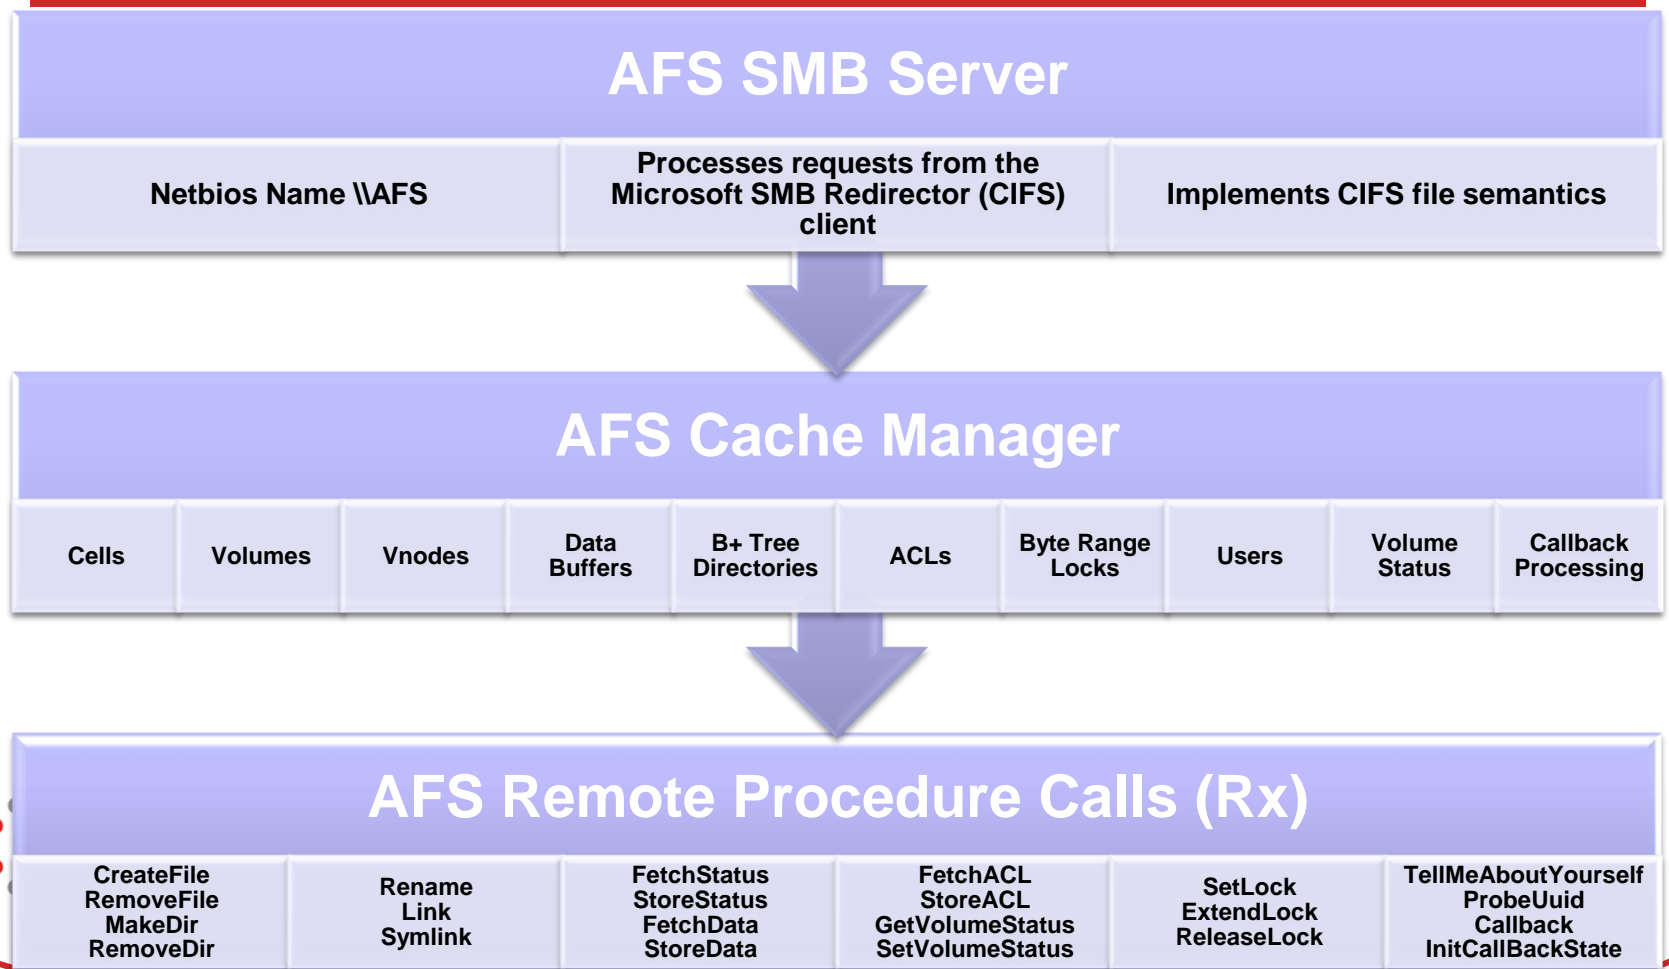 AFS SMB Server
Netbios Name \\AFS
Processes requests from the
Microsoft SMB Redirector (CIFS)
client
Implements CIFS file semantics
AFS Cache Manager
Cells
Volumes
Vnodes
Data
Buffers
B+ Tree
Directories
ACLs
Byte Range
Locks
Users
Volume
Status
Callback
Processing
AFS Remote Procedure Calls (Rx)
CreateFile
RemoveFile
MakeDir
RemoveDir
Rename
Link
Symlink
FetchStatus
StoreStatus
FetchData
StoreData
FetchACL
StoreACL
GetVolumeStatus
SetVolumeStatus
SetLock
ExtendLock
ReleaseLock
TellMeAboutYourself
ProbeUuid
Callback
InitCallBackState